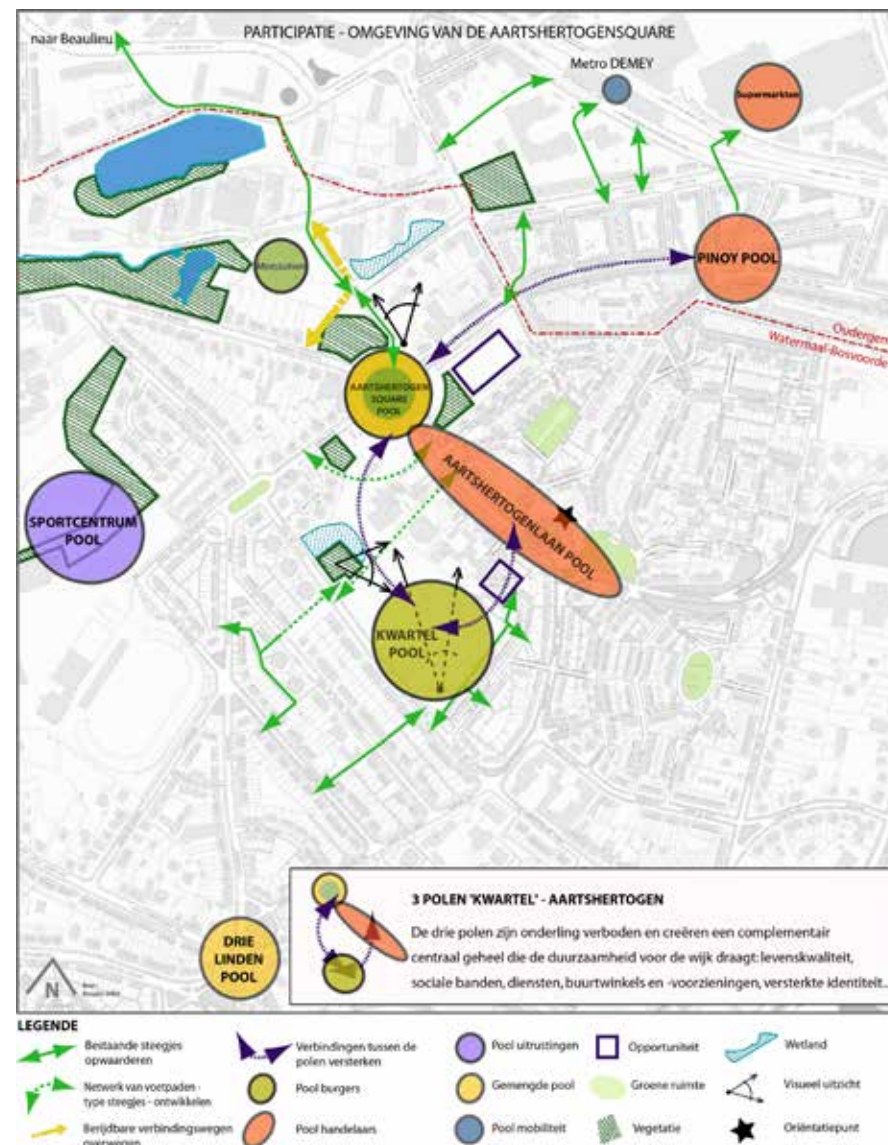 PARTICIPATIE - OMGEVING VAN DE AARTSHERTOGENSQUARE
naar Beaulieu
Metro DEMEY
Supermarkten
PINOY POOL
Oudergem
Watermaal-Bosvoorde
AARTSHERTOGEN
SQUARE
POOL
AARTSHERTOGENLAAN POOL
SPORTCENTRUM
POOL
KWARTEL
POOL
DRIE
LINDEN
POOL
N
3 POLEN 'KWARTEL' - AARTSHERTOGEN
De drie polen zijn onderling verboden en creëren een complementair
centraal geheel die de duurzaamheid voor de wijk draagt: levenskwaliteit,
sociale banden, diensten, buurtwinkels en -voorzieningen, versterkte identiteit...
LEGENDE
Bestaande steegjes
opwaarderen
Netwerk van voetpaden -
type steegjes - ontwikkelen
Berijdbare verbindingswegen
overwegen
Verbindingen tussen de
polen versterken
Pool burgers
Pool handelaars
Pool uitrustingen
Gemengde pool
Pool mobiliteit
Opportuniteit
Groene ruimte
Vegetatie
Wetland
Visueel uitzicht
Oriëntatiepunt